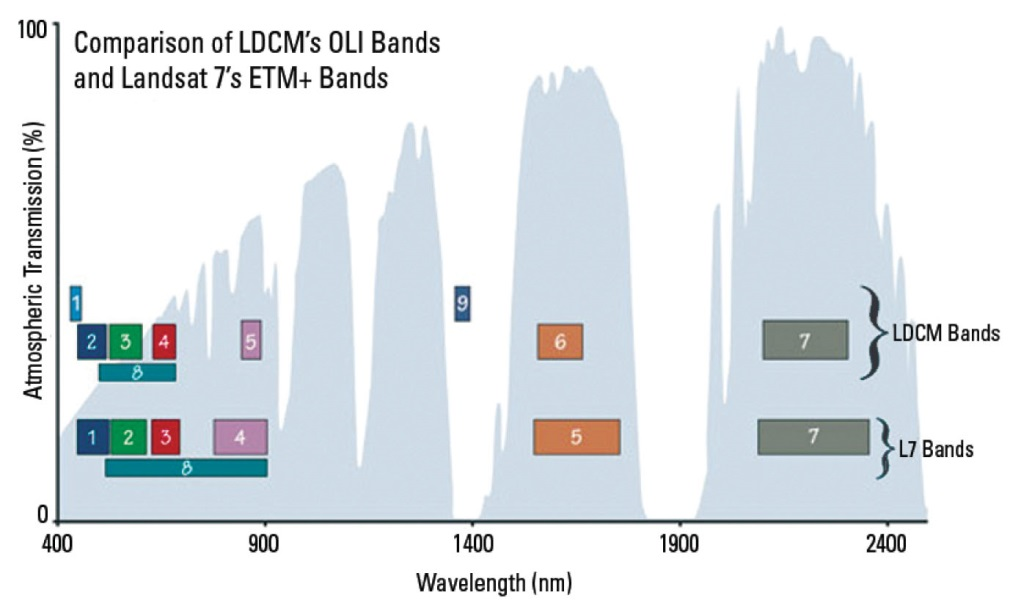 100
Comparison of LDCM's OLI Bands
and Landsat 7's ETM+ Bands
Atmospheric Transmission (%)
1
9
2 3 4 5 6 7
LDCM Bands
8
1 2 3 4 5 7
L7 Bands
8
0
400 900 1400 1900 2400
Wavelength (nm)